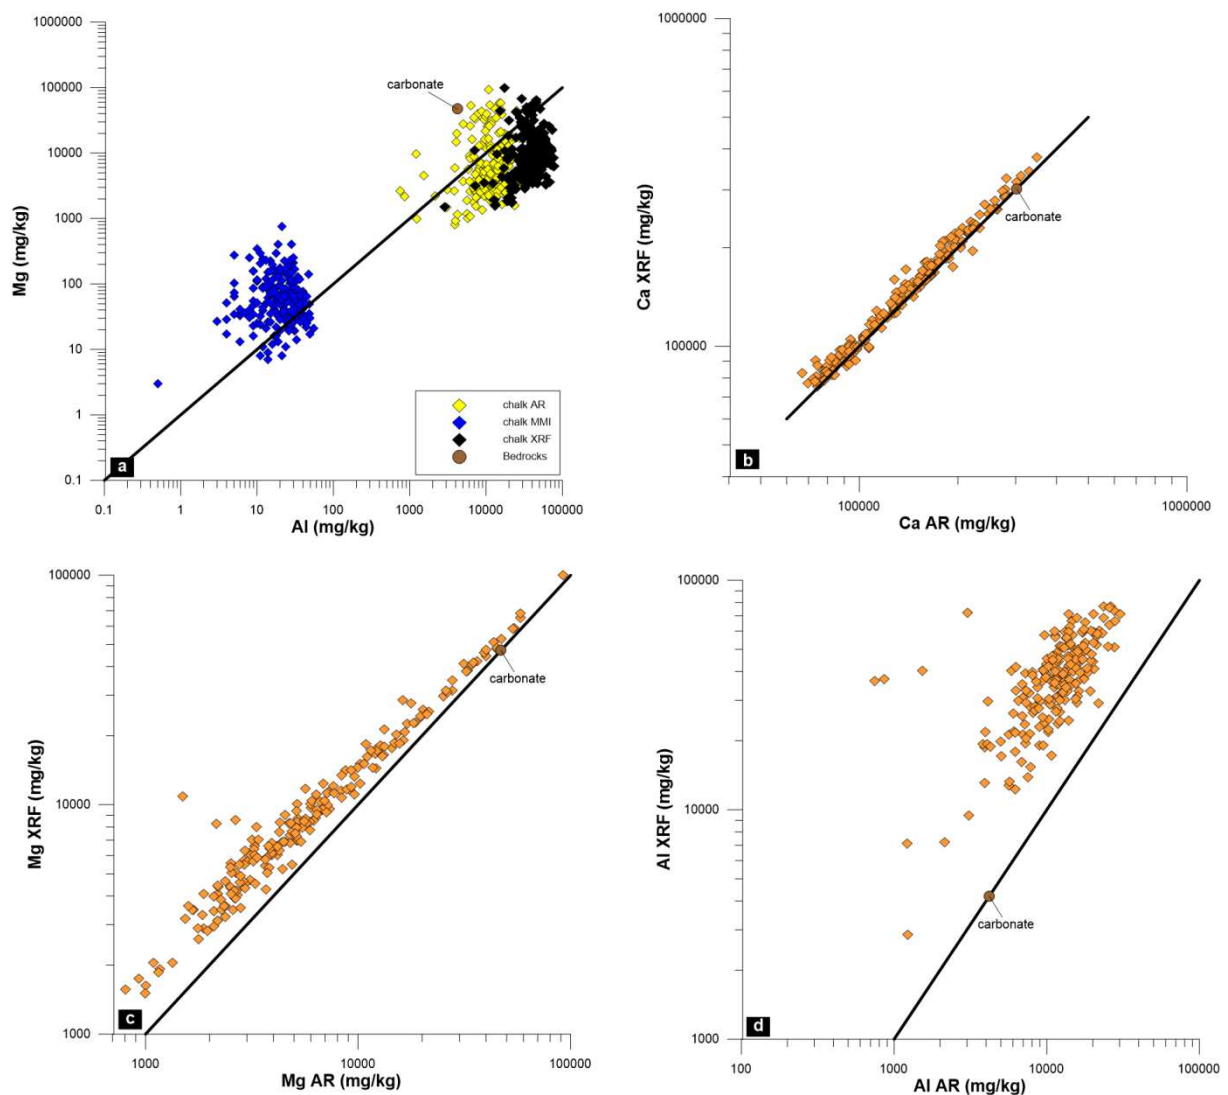 1000000
100000
10000
1000
100
10
1
0.1
Mg (mg/kg)
carbonate
chalk AR
chalk MMI
chalk XRF
Bedrocks
a
0.1
1
10
100
1000
10000
100000
Al (mg/kg)
1000000
100000
Ca XRF (mg/kg)
carbonate
b
100000
1000000
Ca AR (mg/kg)
100000
10000
1000
Mg XRF (mg/kg)
carbonate
c
1000
10000
100000
Mg AR (mg/kg)
100000
10000
1000
Al XRF (mg/kg)
carbonate
d
100
1000
10000
100000
Al AR (mg/kg)